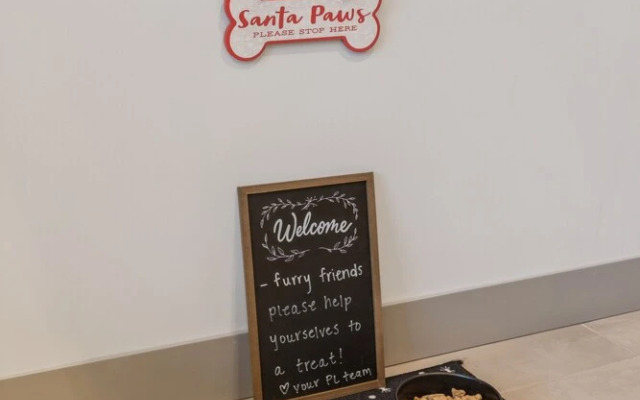 Santa Paws
PLEASE STOP HERE
Welcome
- furry friends
please help
yourselves to
a treat!
♡ your PL team